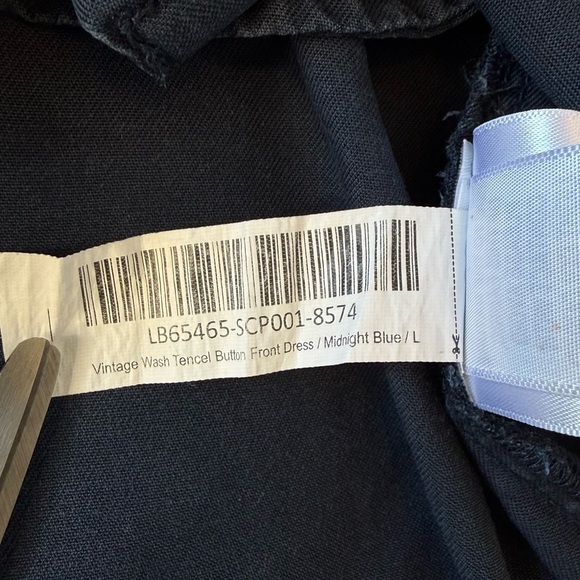 LB65465-SCP001-8574
Vintage Wash Tencel Button Front Dress / Midnight Blue / L